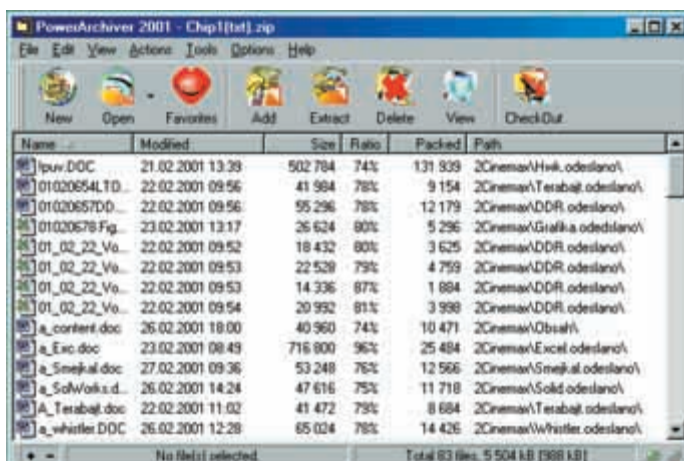 PowerArchiver 2001 - Chip1(txt).zip
File Edit View Actions Tools Options Help
New Open Favorites Add Extract Delete View CheckOut
Name Modified Size Ratio Packed Path
lpuv.DOC 21.02.2001 13:39 502 784 74% 131 939 2Cinemax\Hwk.odeslano\
01020654LTD... 22.02.2001 09:56 41 984 78% 9 154 2Cinemax\Terabajt.odeslano\
01020657DD... 22.02.2001 09:56 55 296 78% 12 179 2Cinemax\DDR.odeslano\
01020678.Fig... 23.02.2001 13:17 26 624 80% 5 296 2Cinemax\Grafika.odedslano\
01_02_22_Vo... 22.02.2001 09:52 18 432 80% 3 625 2Cinemax\DDR.odeslano\
01_02_22_Vo... 22.02.2001 09:53 22 528 79% 4 759 2Cinemax\DDR.odeslano\
01_02_22_Vo... 22.02.2001 09:53 14 336 87% 1 884 2Cinemax\DDR.odeslano\
01_02_22_Vo... 22.02.2001 09:54 20 992 81% 3 998 2Cinemax\DDR.odeslano\
a_content.doc 26.02.2001 18:00 40 960 74% 10 471 2Cinemax\Obsah\
a_Exc.doc 23.02.2001 08:49 716 800 96% 25 484 2Cinemax\Excel.odeslano\
a_Smejkal.doc 27.02.2001 09:36 53 248 76% 12 566 2Cinemax\Smejkal.odeslano\
a_SolWorks.d... 26.02.2001 14:24 47 616 75% 11 718 2Cinemax\Solid.odeslano\
A_Terabajt.doc 22.02.2001 11:02 41 472 79% 8 684 2Cinemax\Terabajt.odeslano\
a_whistler.DOC 26.02.2001 12:28 65 024 78% 14 426 2Cinemax\Whistler.odeslano\
No file(s) selected Total 83 files, 5 504 kB (988 kB)